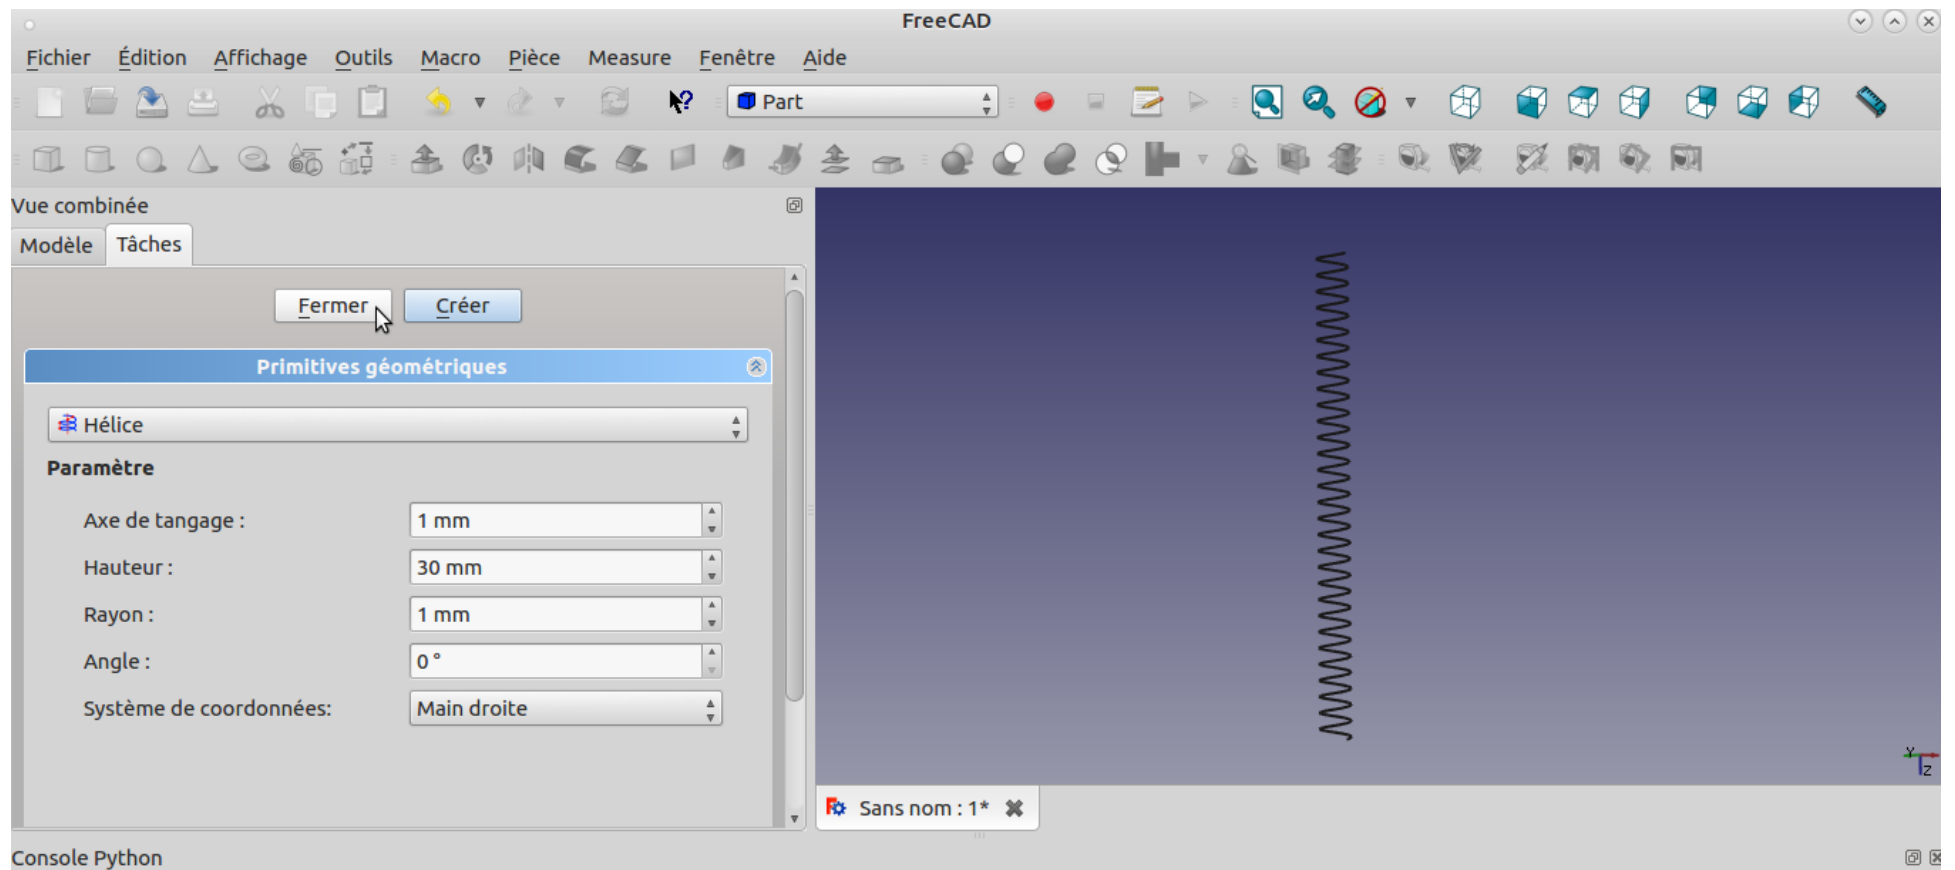 FreeCAD
Fichier Édition Affichage Outils Macro Pièce Measure Fenêtre Aide
Part
Vue combinée
Modèle Tâches
Fermer Créer
Primitives géométriques
Hélice
Paramètre
Axe de tangage : 1 mm
Hauteur : 30 mm
Rayon : 1 mm
Angle : 0 °
Système de coordonnées: Main droite
Y
Z
Sans nom : 1*
Console Python